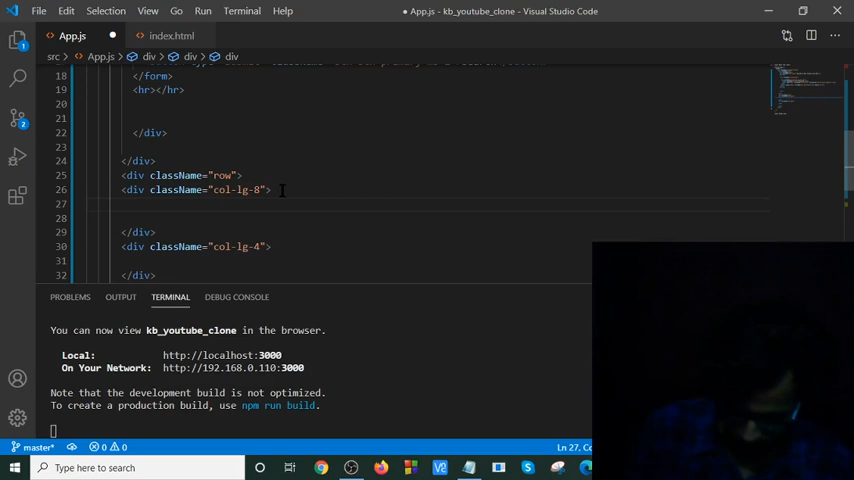 File Edit Selection View Go Run Terminal Help
● App.js - kb_youtube_clone - Visual Studio Code
App.js ● index.html
src > App.js > div > div > div
18 </form>
19 <hr></hr>
20
21
22 </div>
23
24 </div>
25 <div className="row">
26 <div className="col-lg-8">
27
28
29 </div>
30 <div className="col-lg-4">
31
32 </div>
PROBLEMS OUTPUT TERMINAL DEBUG CONSOLE
You can now view kb_youtube_clone in the browser.
Local: http://localhost:3000
On Your Network: http://192.168.0.110:3000
Note that the development build is not optimized.
To create a production build, use npm run build.
master* 0 0 Ln 27, Co
Type here to search